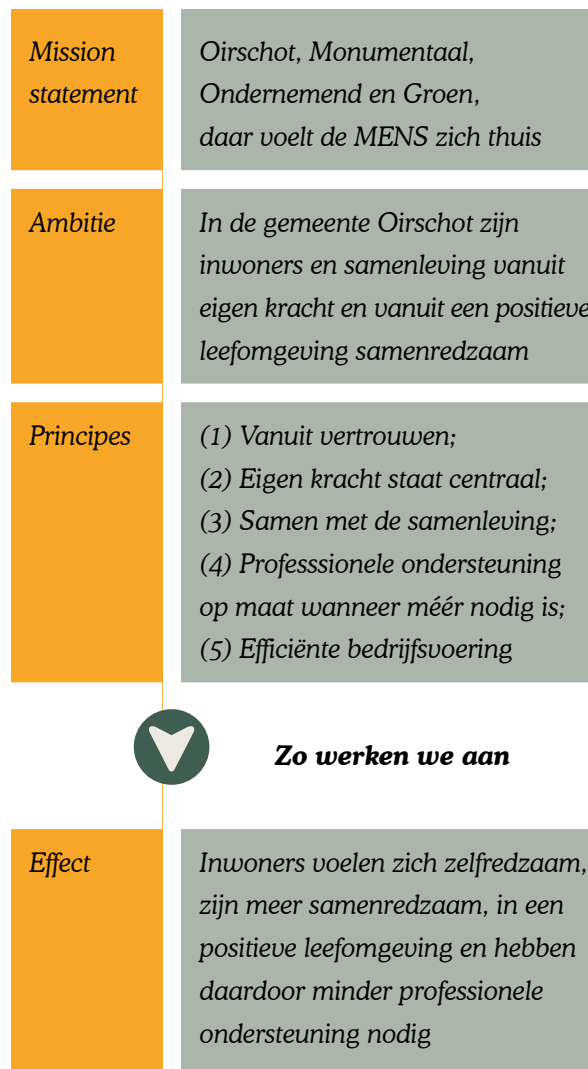 Mission
statement
Oirschot, Monumentaal,
Ondernemend en Groen,
daar voelt de MENS zich thuis
Ambitie
In de gemeente Oirschot zijn
inwoners en samenleving vanuit
eigen kracht en vanuit een positieve
leefomgeving samenredzaam
Principes
(1) Vanuit vertrouwen;
(2) Eigen kracht staat centraal;
(3) Samen met de samenleving;
(4) Professsionele ondersteuning
op maat wanneer méér nodig is;
(5) Efficiënte bedrijfsvoering
Zo werken we aan
Effect
Inwoners voelen zich zelfredzaam,
zijn meer samenredzaam, in een
positieve leefomgeving en hebben
daardoor minder professionele
ondersteuning nodig